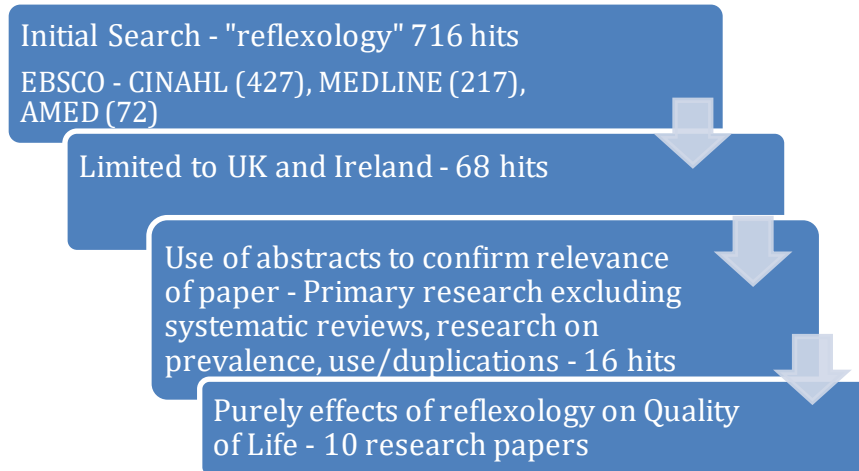 Initial Search - "reflexology" 716 hits
EBSCO - CINAHL (427), MEDLINE (217),
AMED (72)
Limited to UK and Ireland - 68 hits
Use of abstracts to confirm relevance
of paper - Primary research excluding
systematic reviews, research on
prevalence, use/duplications - 16 hits
Purely effects of reflexology on Quality
of Life - 10 research papers